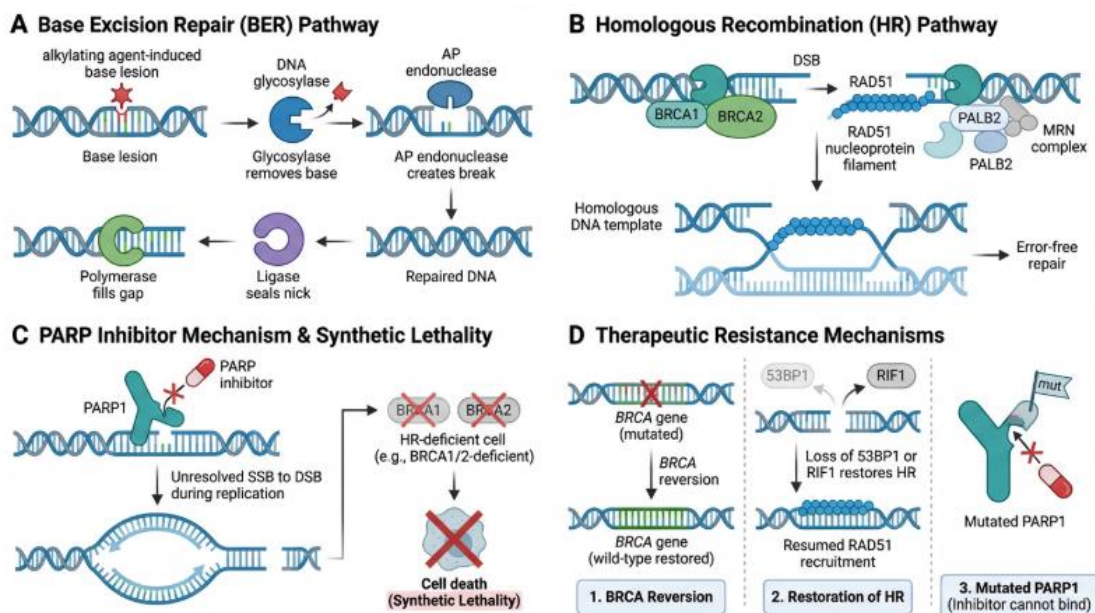 A Base Excision Repair (BER) Pathway
alkylating agent-induced
base lesion
Base lesion
DNA
glycosylase
Glycosylase
removes base
AP
endonuclease
AP endonuclease
creates break
Repaired DNA
Ligase
seals nick
Polymerase
fills gap
B Homologous Recombination (HR) Pathway
BRCA1
BRCA2
DSB
RAD51
RAD51
nucleoprotein
filament
PALB2
PALB2
MRN
complex
Homologous
DNA template
Error-free
repair
C PARP Inhibitor Mechanism & Synthetic Lethality
PARP
inhibitor
PARP1
Unresolved SSB to DSB
during replication
BRCA1
BRCA2
HR-deficient cell
(e.g., BRCA1/2-deficient)
Cell death
(Synthetic Lethality)
D Therapeutic Resistance Mechanisms
BRCA gene
(mutated)
BRCA
reversion
BRCA gene
(wild-type restored)
1. BRCA Reversion
53BP1
RIF1
Loss of 53BP1 or
RIF1 restores HR
Resumed RAD51
recruitment
2. Restoration of HR
mut
Mutated PARP1
3. Mutated PARP1
(Inhibitor cannot bind)